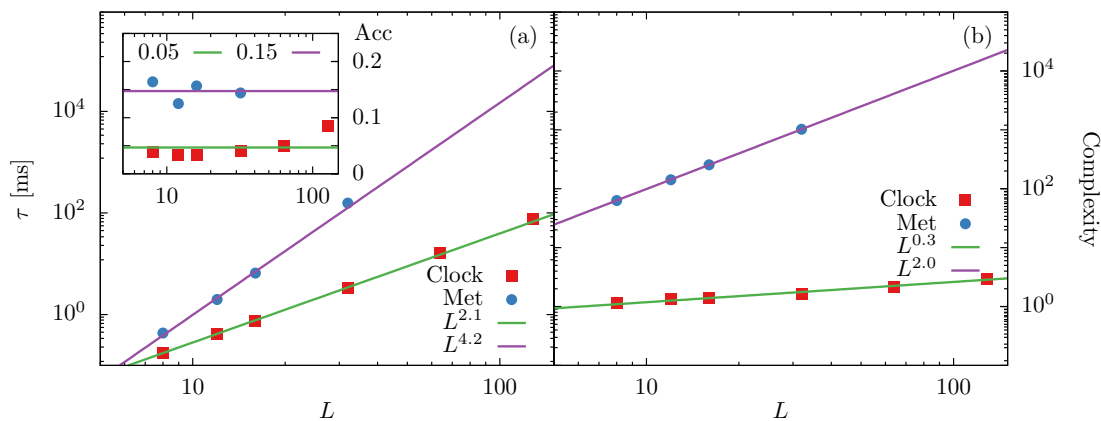 (a)
Acc
0.05
0.15
0.2
0.1
0
10
100
10^4
10^2
10^0
τ [ms]
Clock
Met
L^{2.1}
L^{4.2}
10
100
L
(b)
10^4
10^2
10^0
Complexity
Clock
Met
L^{0.3}
L^{2.0}
10
100
L